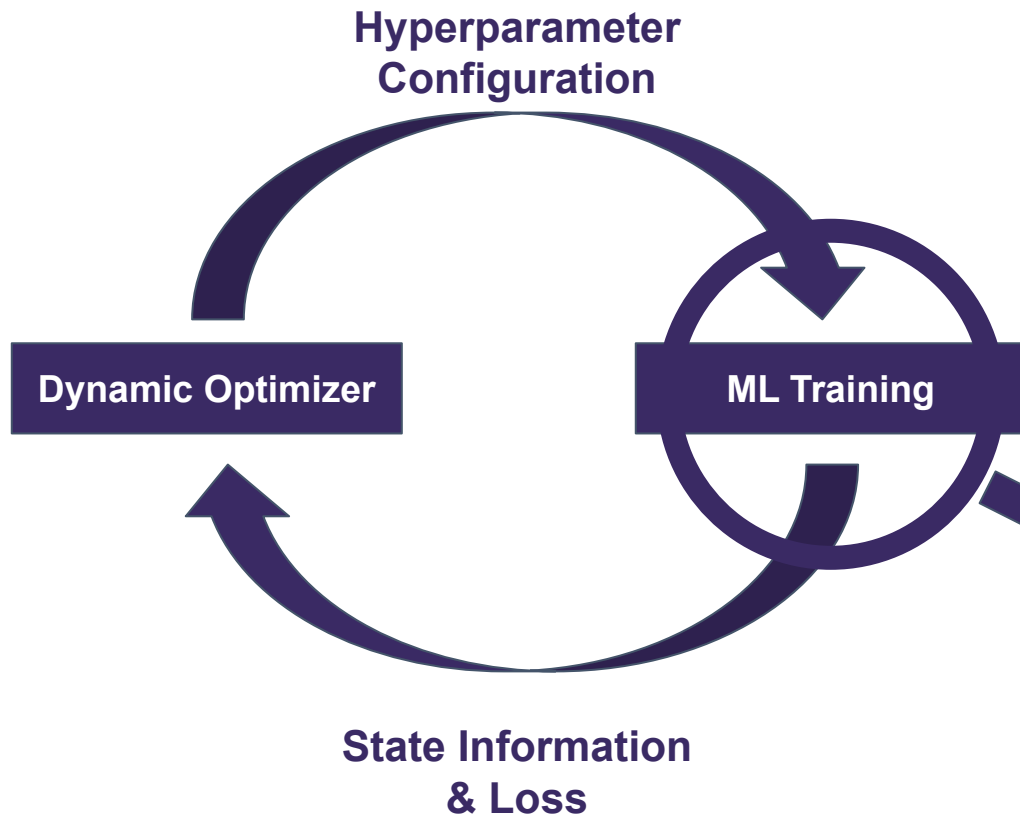 Hyperparameter
Configuration
Dynamic Optimizer
ML Training
State Information
& Loss